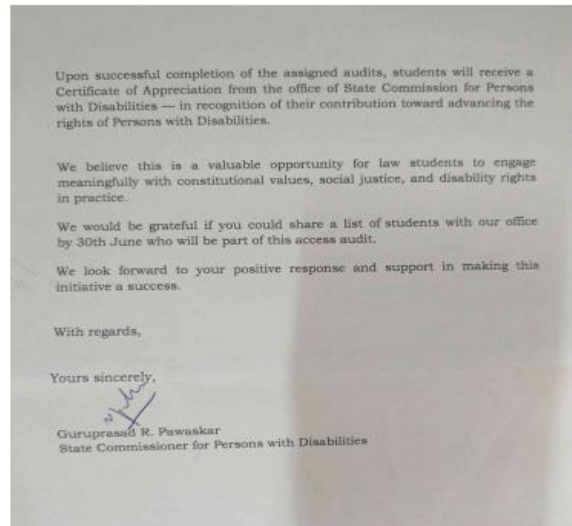 Upon successful completion of the assigned audits, students will receive a
Certificate of Appreciation from the office of State Commission for Persons
with Disabilities — in recognition of their contribution toward advancing the
rights of Persons with Disabilities.
We believe this is a valuable opportunity for law students to engage
meaningfully with constitutional values, social justice, and disability rights
in practice.
We would be grateful if you could share a list of students with our office
by 30th June who will be part of this access audit.
We look forward to your positive response and support in making this
initiative a success.
With regards,
Yours sincerely,
Guruprasad R. Pawaskar
State Commissioner for Persons with Disabilities